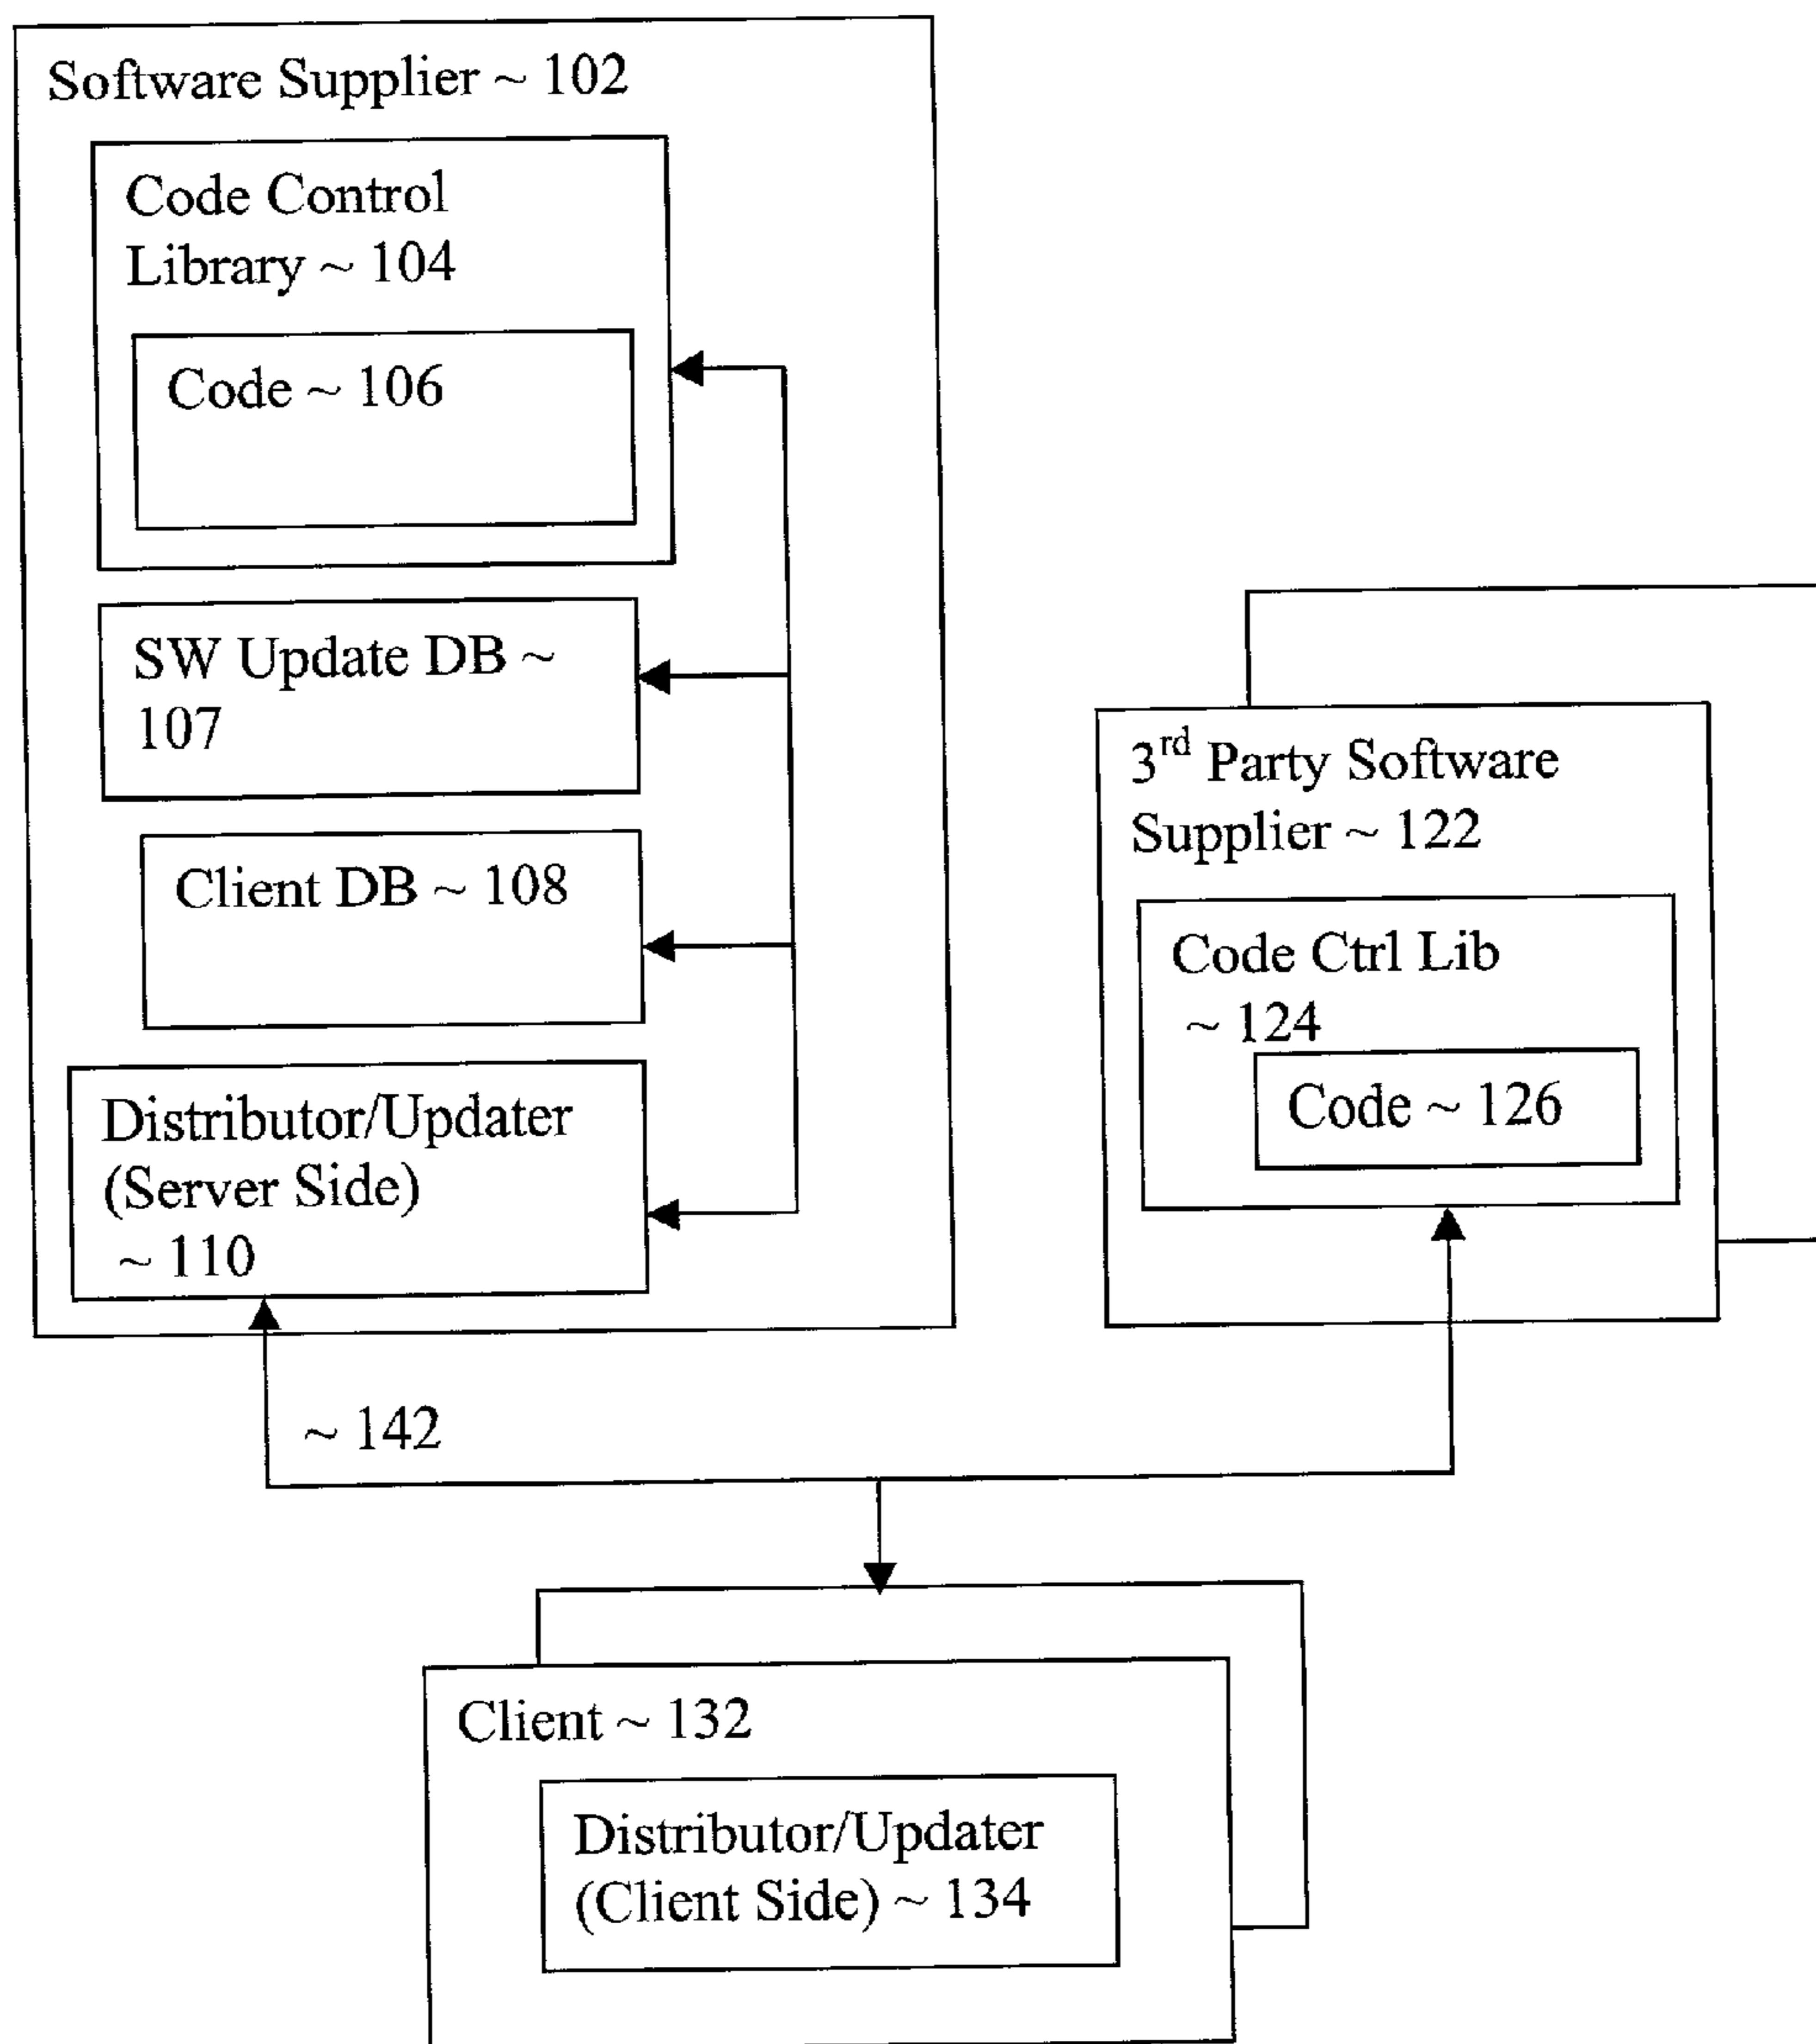 Software Supplier ~ 102
Code Control
Library ~ 104
Code ~ 106
SW Update DB ~
107
Client DB ~ 108
Distributor/Updater
(Server Side)
~ 110
3rd Party Software
Supplier ~ 122
Code Ctrl Lib
~ 124
Code ~ 126
~ 142
Client ~ 132
Distributor/Updater
(Client Side) ~ 134